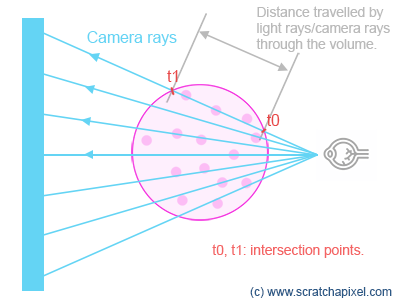 Camera rays
Distance travelled by
light rays/camera rays
through the volume.
t1
t0
t0, t1: intersection points.
(c) www.scratchapixel.com